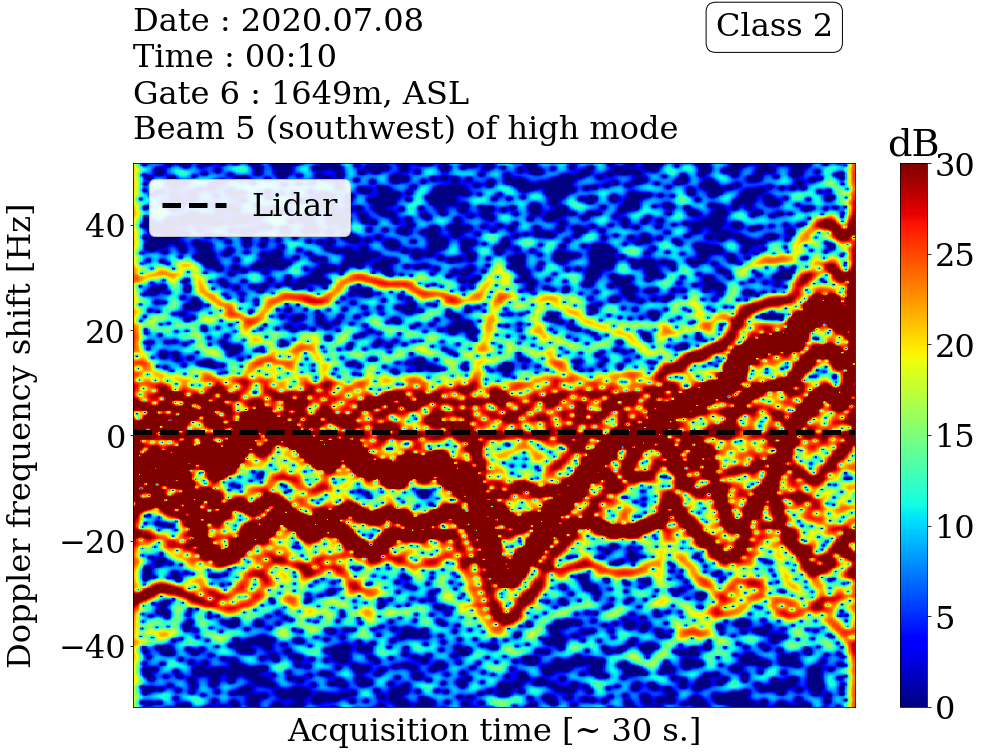 Date : 2020.07.08
Time : 00:10
Gate 6 : 1649m, ASL
Beam 5 (southwest) of high mode
Class 2
dB
Lidar
Doppler frequency shift [Hz]
40
20
0
−20
−40
30
25
20
15
10
5
0
Acquisition time [~ 30 s.]